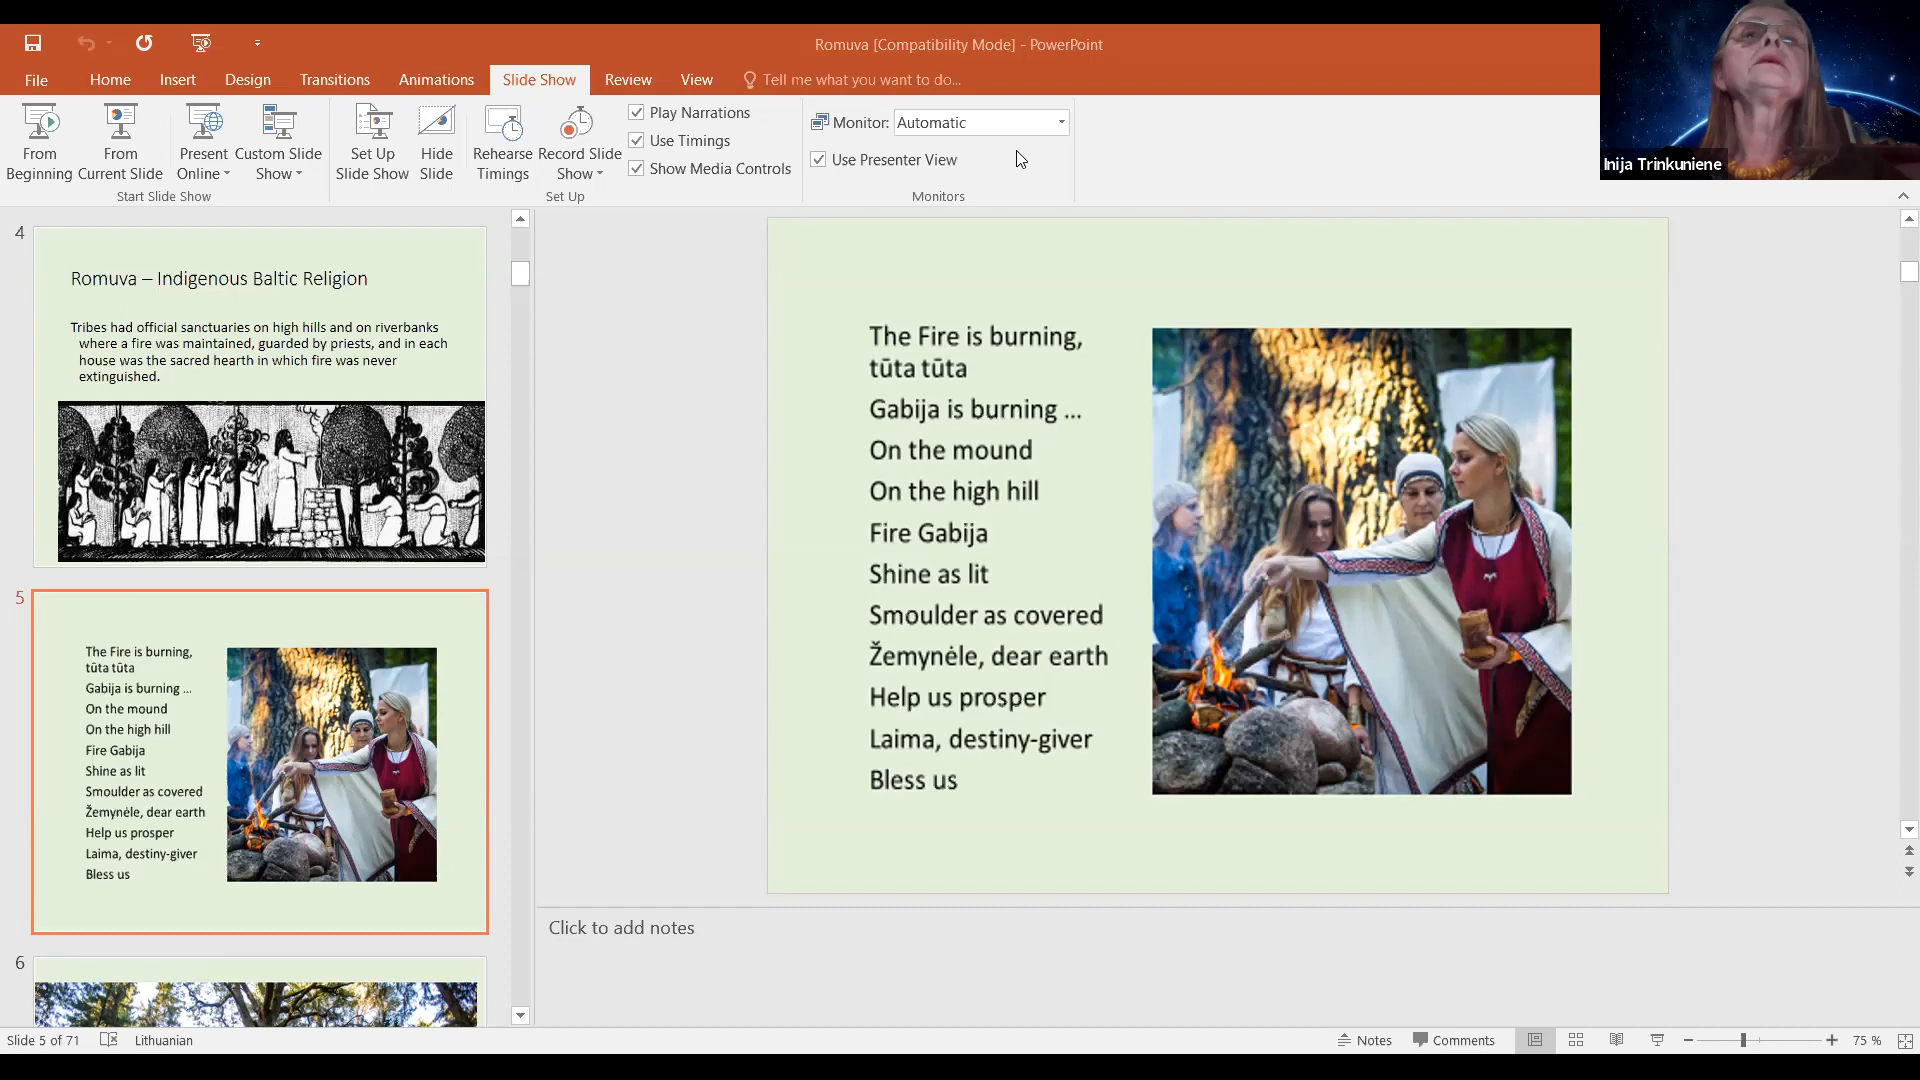 Romuva [Compatibility Mode] - PowerPoint
File
Home
Insert
Design
Transitions
Animations
Slide Show
Review
View
Tell me what you want to do...
From
Beginning
From
Current Slide
Present
Online
Custom Slide
Show
Start Slide Show
Set Up
Slide Show
Hide
Slide
Rehearse
Timings
Record Slide
Show
Play Narrations
Use Timings
Show Media Controls
Set Up
Monitor: Automatic
Use Presenter View
Monitors
Inija Trinkuniene
4
Romuva – Indigenous Baltic Religion
Tribes had official sanctuaries on high hills and on riverbanks
where a fire was maintained, guarded by priests, and in each
house was the sacred hearth in which fire was never
extinguished.
5
The Fire is burning,
tūta tūta
Gabija is burning ...
On the mound
On the high hill
Fire Gabija
Shine as lit
Smoulder as covered
Žemynėle, dear earth
Help us prosper
Laima, destiny-giver
Bless us
6
The Fire is burning,
tūta tūta
Gabija is burning ...
On the mound
On the high hill
Fire Gabija
Shine as lit
Smoulder as covered
Žemynėle, dear earth
Help us prosper
Laima, destiny-giver
Bless us
Click to add notes
Slide 5 of 71
Lithuanian
Notes
Comments
75 %